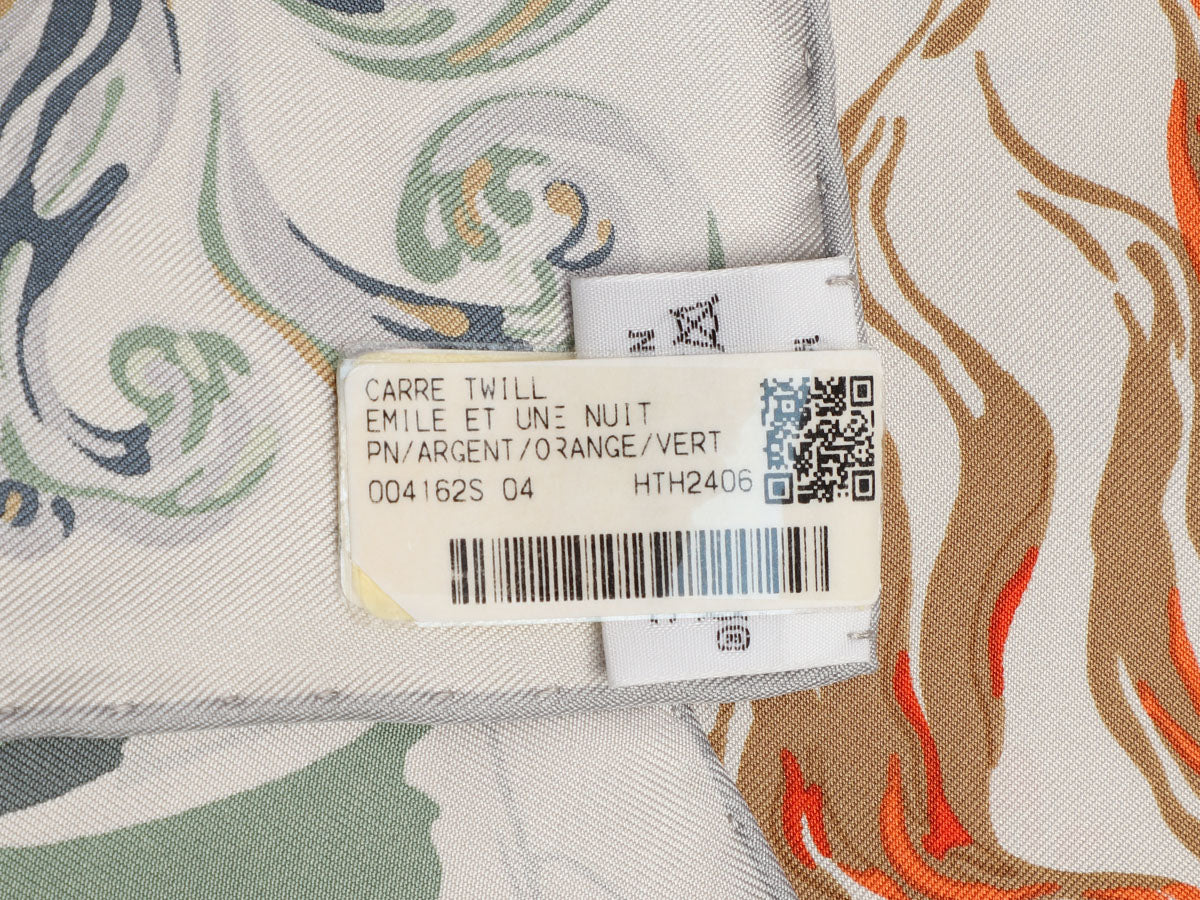 CARRE TWILL
EMILE ET UNE NUIT
PN/ARGENT/ORANGE/VERT
004162S 04 HTH2406